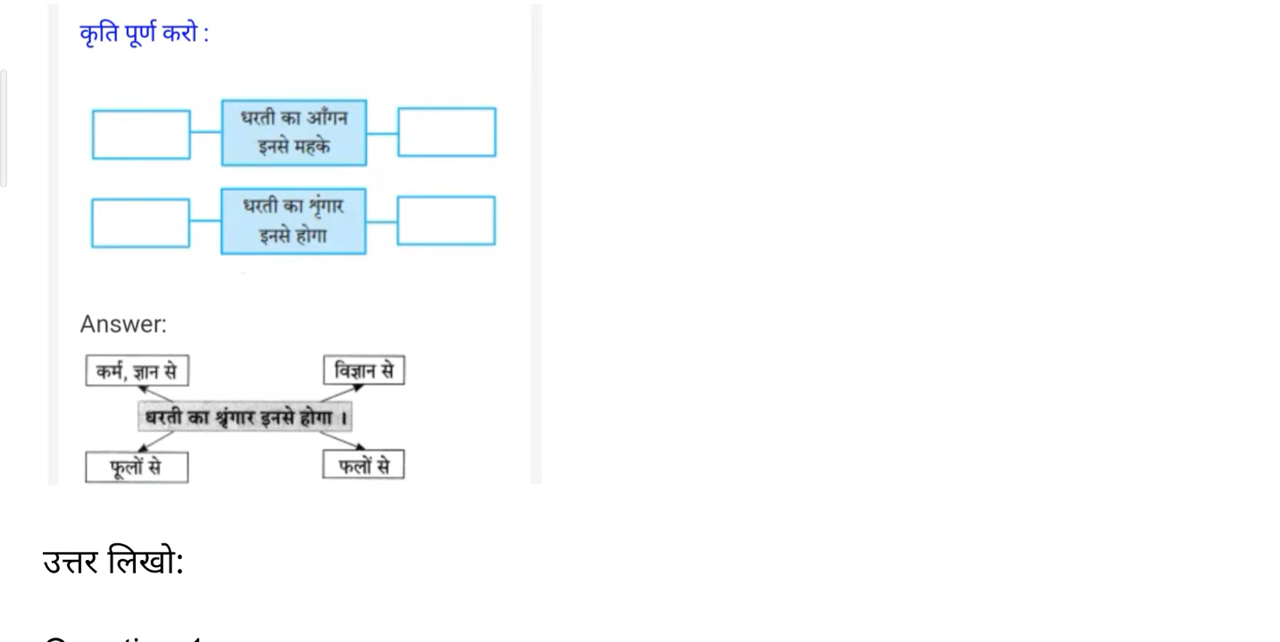 कृति पूर्ण करो :
धरती का आँगन
इनसे महके
धरती का शृंगार
इनसे होगा
Answer:
कर्म, ज्ञान से
विज्ञान से
धरती का श्रृंगार इनसे होगा ।
फूलों से
फलों से
उत्तर लिखो: